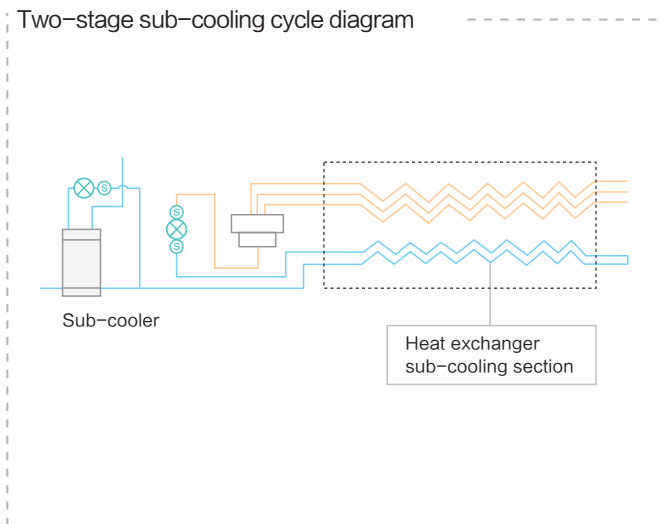 Two-stage sub-cooling cycle diagram
S
S
S
Sub-cooler
Heat exchanger
sub-cooling section